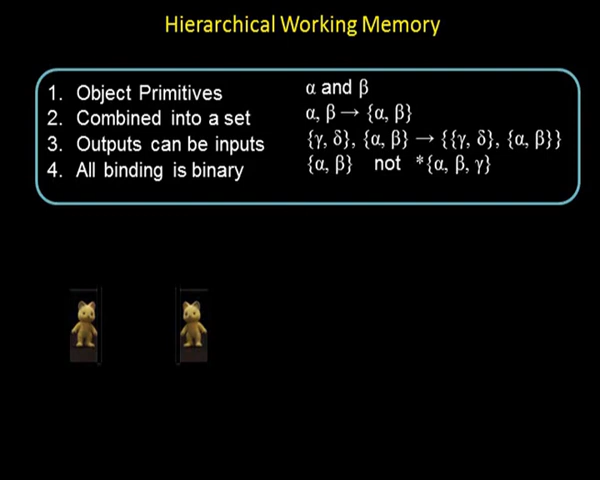 Hierarchical Working Memory
1. Object Primitives α and β
2. Combined into a set α, β → {α, β}
3. Outputs can be inputs {γ, δ}, {α, β} → {{γ, δ}, {α, β}}
4. All binding is binary {α, β} not *{α, β, γ}